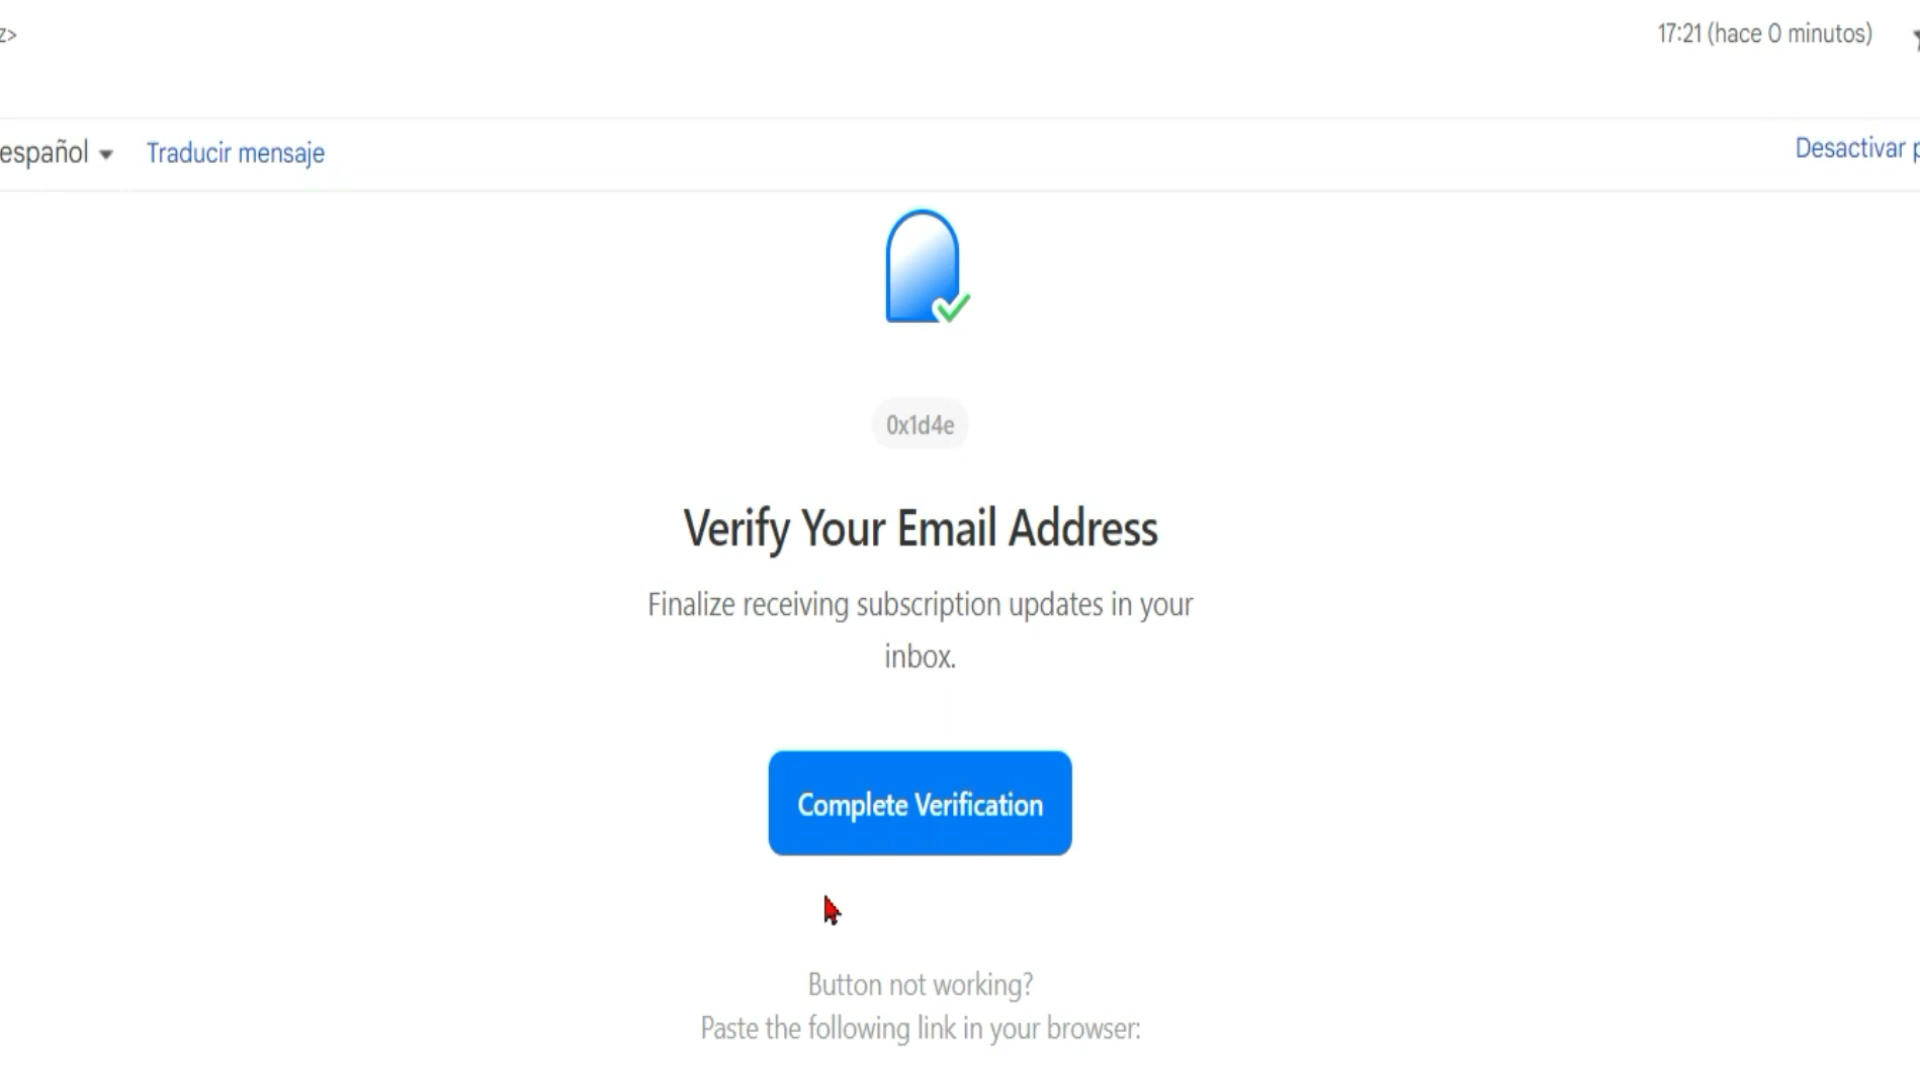 z>
17:21 (hace 0 minutos)
español
Traducir mensaje
Desactivar p
0x1d4e
Verify Your Email Address
Finalize receiving subscription updates in your
inbox.
Complete Verification
Button not working?
Paste the following link in your browser: